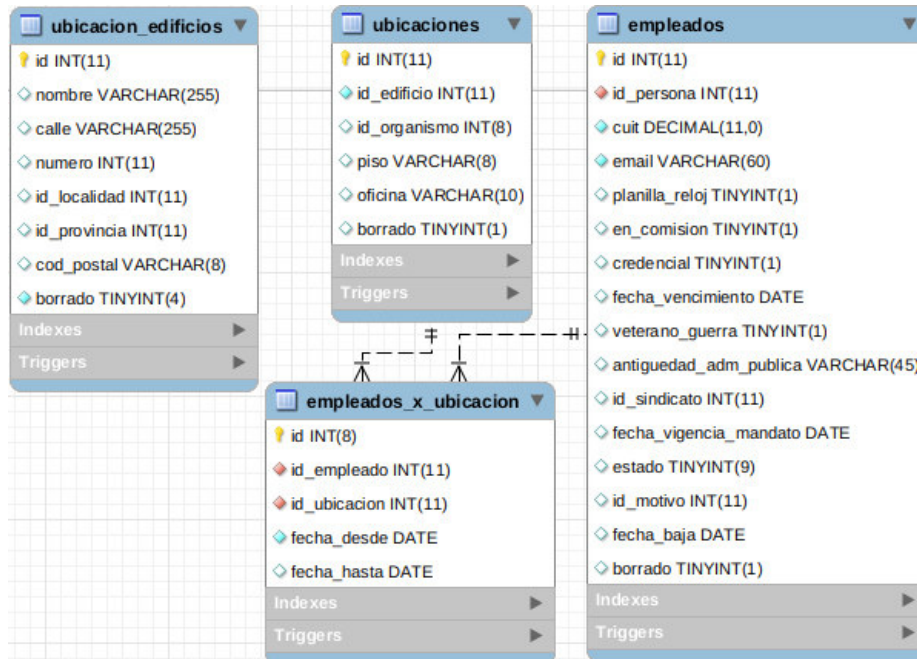 ubicacion_edificios
id INT(11)
nombre VARCHAR(255)
calle VARCHAR(255)
numero INT(11)
id_localidad INT(11)
id_provincia INT(11)
cod_postal VARCHAR(8)
borrado TINYINT(4)
Indexes
Triggers
ubicaciones
id INT(11)
id_edificio INT(11)
id_organismo INT(8)
piso VARCHAR(8)
oficina VARCHAR(10)
borrado TINYINT(1)
Indexes
Triggers
empleados
id INT(11)
id_persona INT(11)
cuit DECIMAL(11,0)
email VARCHAR(60)
planilla_reloj TINYINT(1)
en_comision TINYINT(1)
credencial TINYINT(1)
fecha_vencimiento DATE
veterano_guerra TINYINT(1)
antiguedad_adm_publica VARCHAR(45)
id_sindicato INT(11)
fecha_vigencia_mandato DATE
estado TINYINT(9)
id_motivo INT(11)
fecha_baja DATE
borrado TINYINT(1)
Indexes
Triggers
empleados_x_ubicacion
id INT(8)
id_empleado INT(11)
id_ubicacion INT(11)
fecha_desde DATE
fecha_hasta DATE
Indexes
Triggers